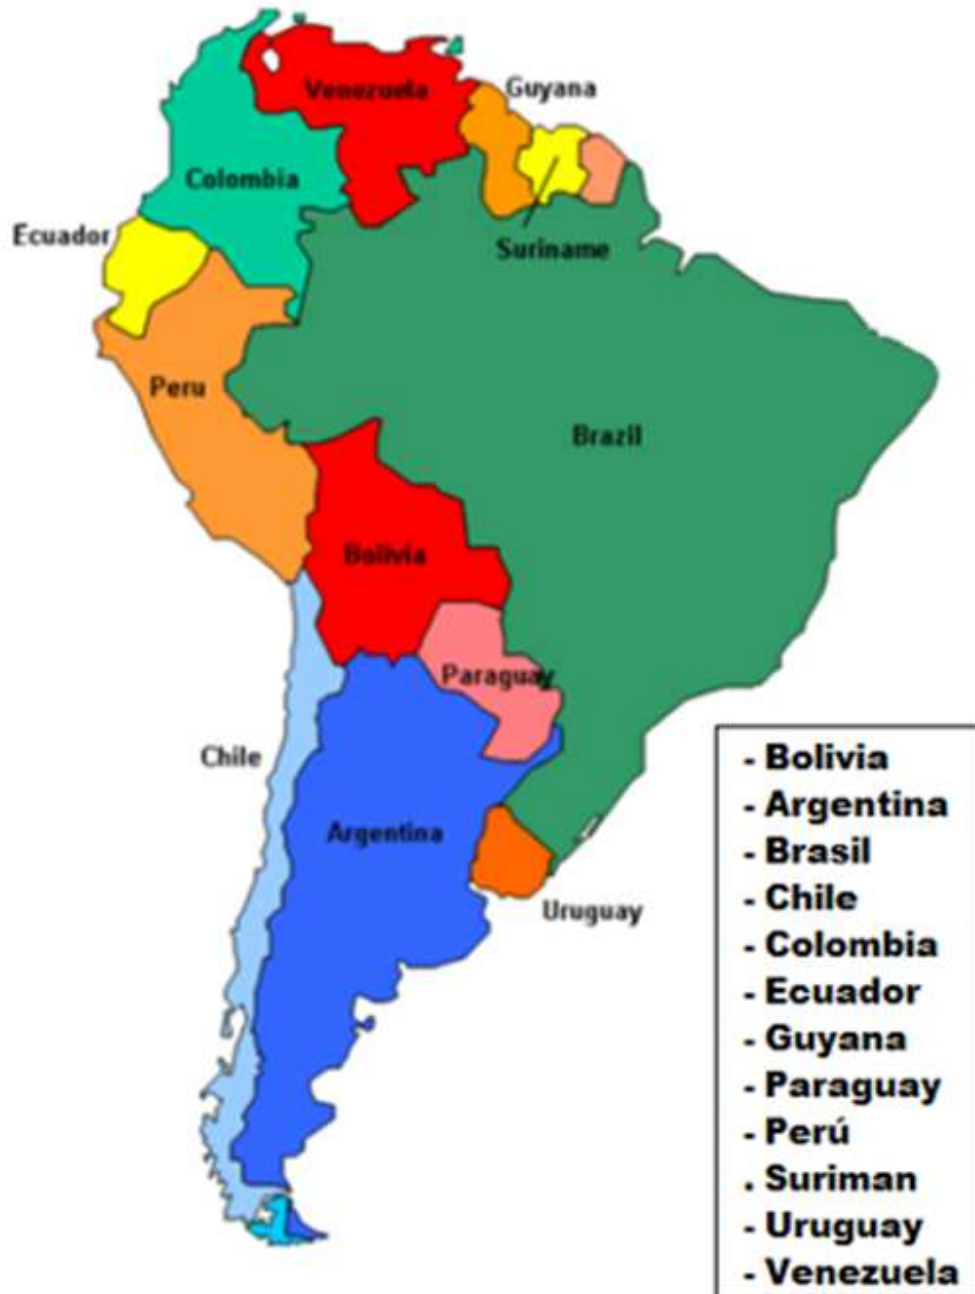 Venezuela
Guyana
Colombia
Ecuador
Suriname
Peru
Brazil
Bolivia
Paraguay
Chile
Argentina
Uruguay
- Bolivia
- Argentina
- Brasil
- Chile
- Colombia
- Ecuador
- Guyana
- Paraguay
- Perú
. Suriman
- Uruguay
- Venezuela